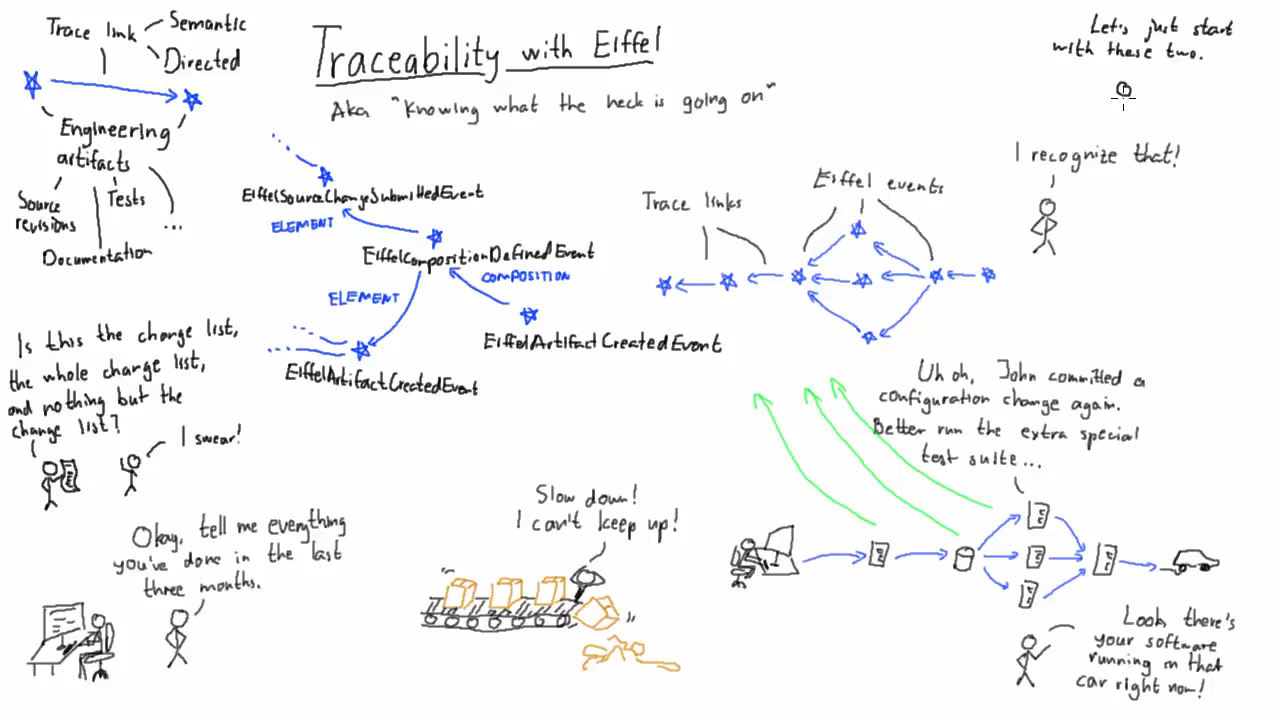 Trace link
Semantic
Directed
Engineering
artifacts
Source
revisions
Tests
...
Documentation
Traceability with Eiffel
Aka "Knowing what the heck is going on"
EiffelSourceChangeSubmittedEvent
ELEMENT
EiffelCompositionDefinedEvent
ELEMENT
COMPOSITION
EiffelArtifactCreatedEvent
EiffelArtifactCreatedEvent
Trace links
Eiffel events
Let's just start
with these two.
I recognize that!
Is this the change list,
the whole change list,
and nothing but the
change list?
I swear!
Okay, tell me everything
you've done in the last
three months.
Slow down!
I can't keep up!
Uh oh, John committed a
configuration change again.
Better run the extra special
test suite...
Look, there's
your software
running in that
car right now!